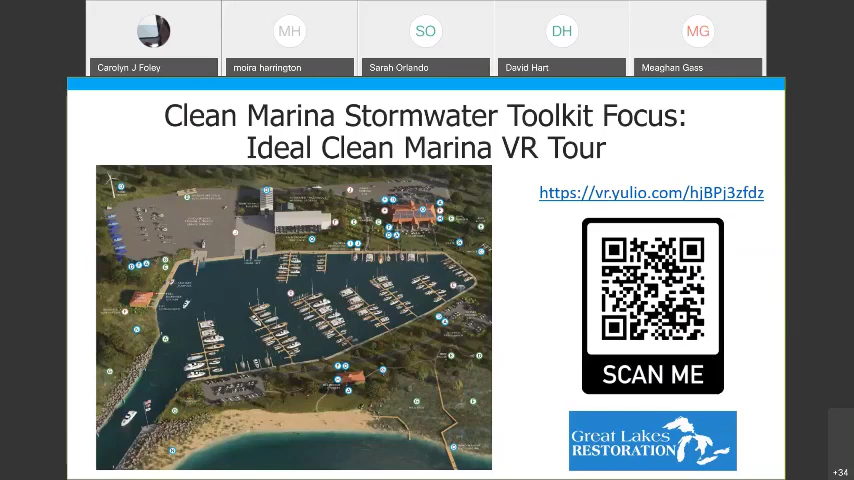 MH
SO
DH
MG
Carolyn J Foley
moira harrington
Sarah Orlando
David Hart
Meaghan Gass
Clean Marina Stormwater Toolkit Focus:
Ideal Clean Marina VR Tour
https://vr.yulio.com/hjBPj3zfdz
SCAN ME
Great Lakes
RESTORATION
+34